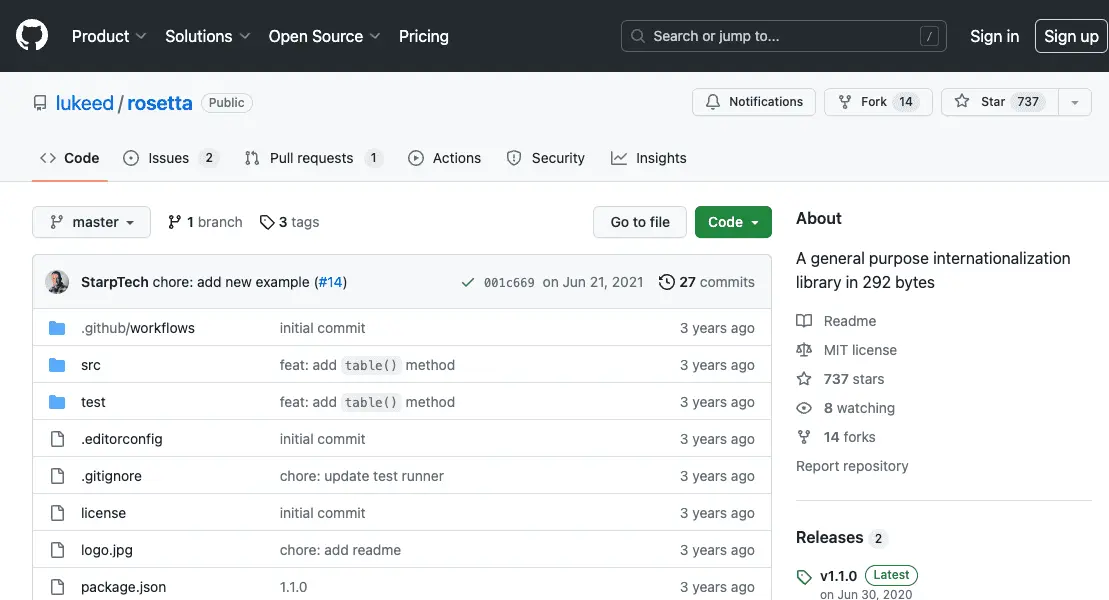 Product Solutions Open Source Pricing Search or jump to... / Sign in Sign up
lukeed / rosetta Public Notifications Fork 14 Star 737
Code Issues 2 Pull requests 1 Actions Security Insights
master 1 branch 3 tags Go to file Code
StarpTech chore: add new example (#14) 001c669 on Jun 21, 2021 27 commits
.github/workflows initial commit 3 years ago
src feat: add table() method 3 years ago
test feat: add table() method 3 years ago
.editorconfig initial commit 3 years ago
.gitignore chore: update test runner 3 years ago
license initial commit 3 years ago
logo.jpg chore: add readme 3 years ago
package.json 1.1.0 3 years ago
About
A general purpose internationalization
library in 292 bytes
Readme
MIT license
737 stars
8 watching
14 forks
Report repository
Releases 2
v1.1.0 Latest
on Jun 30, 2020